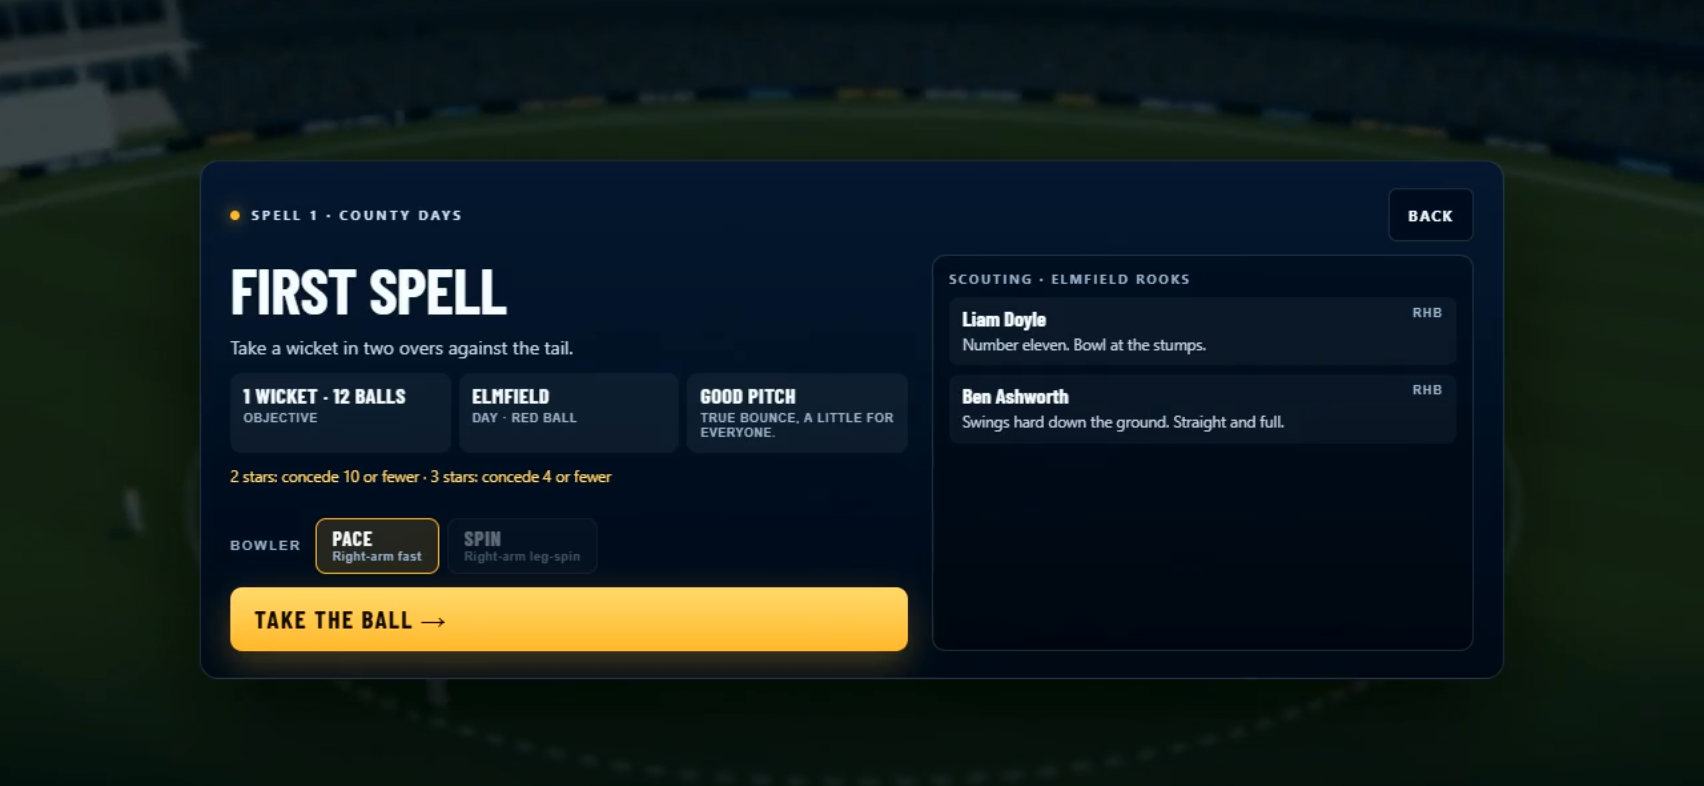 SPELL 1 · COUNTY DAYS
BACK
FIRST SPELL
Take a wicket in two overs against the tail.
1 WICKET · 12 BALLS
OBJECTIVE
ELMFIELD
DAY · RED BALL
GOOD PITCH
TRUE BOUNCE, A LITTLE FOR
EVERYONE.
2 stars: concede 10 or fewer · 3 stars: concede 4 or fewer
BOWLER
PACE
Right-arm fast
SPIN
Right-arm leg-spin
TAKE THE BALL →
SCOUTING · ELMFIELD ROOKS
Liam Doyle
RHB
Number eleven. Bowl at the stumps.
Ben Ashworth
RHB
Swings hard down the ground. Straight and full.